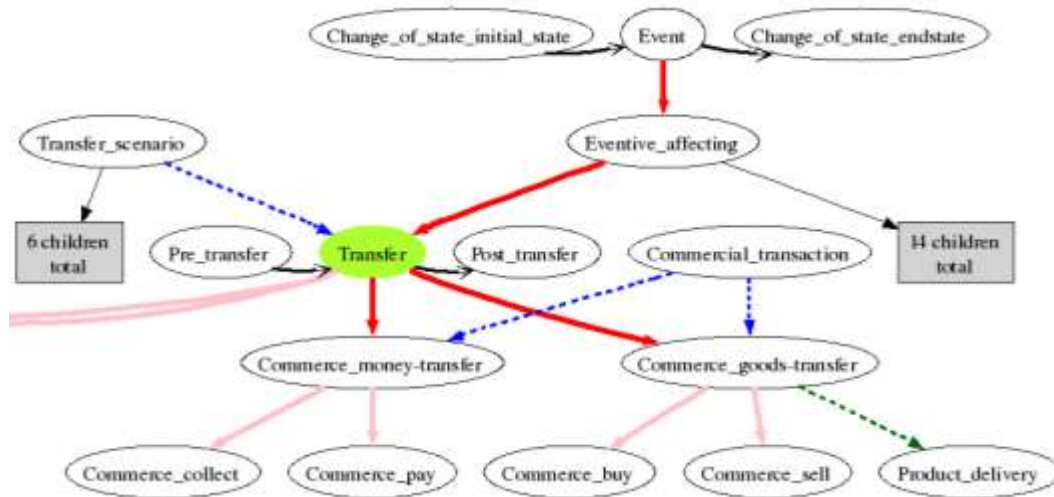 Change_of_state_initial_state
Event
Change_of_state_endstate
Transfer_scenario
Eventive_affecting
6 children
total
Pre_transfer
Transfer
Post_transfer
Commercial_transaction
14 children
total
Commerce_money-transfer
Commerce_goods-transfer
Commerce_collect
Commerce_pay
Commerce_buy
Commerce_sell
Product_delivery